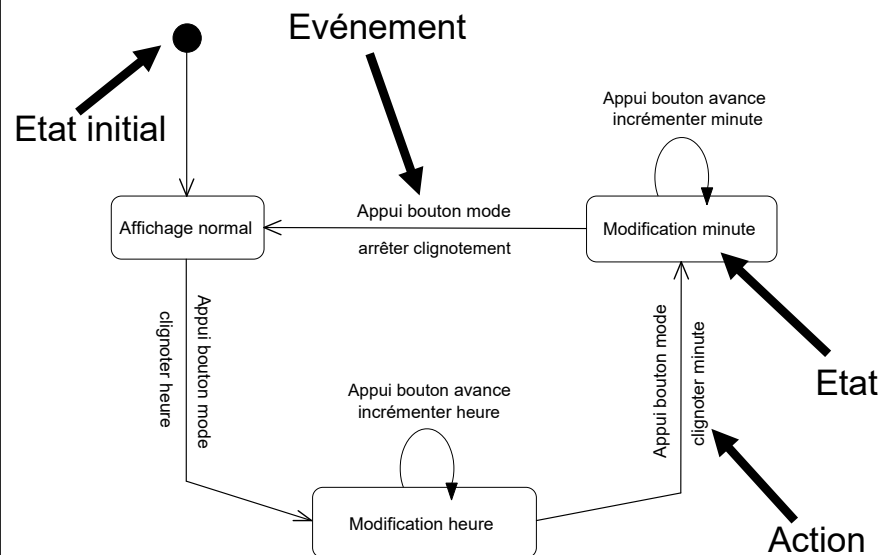 Evénement
Etat initial
Appui bouton avance
incrémenter minute
Affichage normal
Appui bouton mode
arrêter clignotement
Modification minute
Appui bouton mode
clignoter heure
Appui bouton avance
incrémenter heure
Appui bouton mode
clignoter minute
Etat
Modification heure
Action